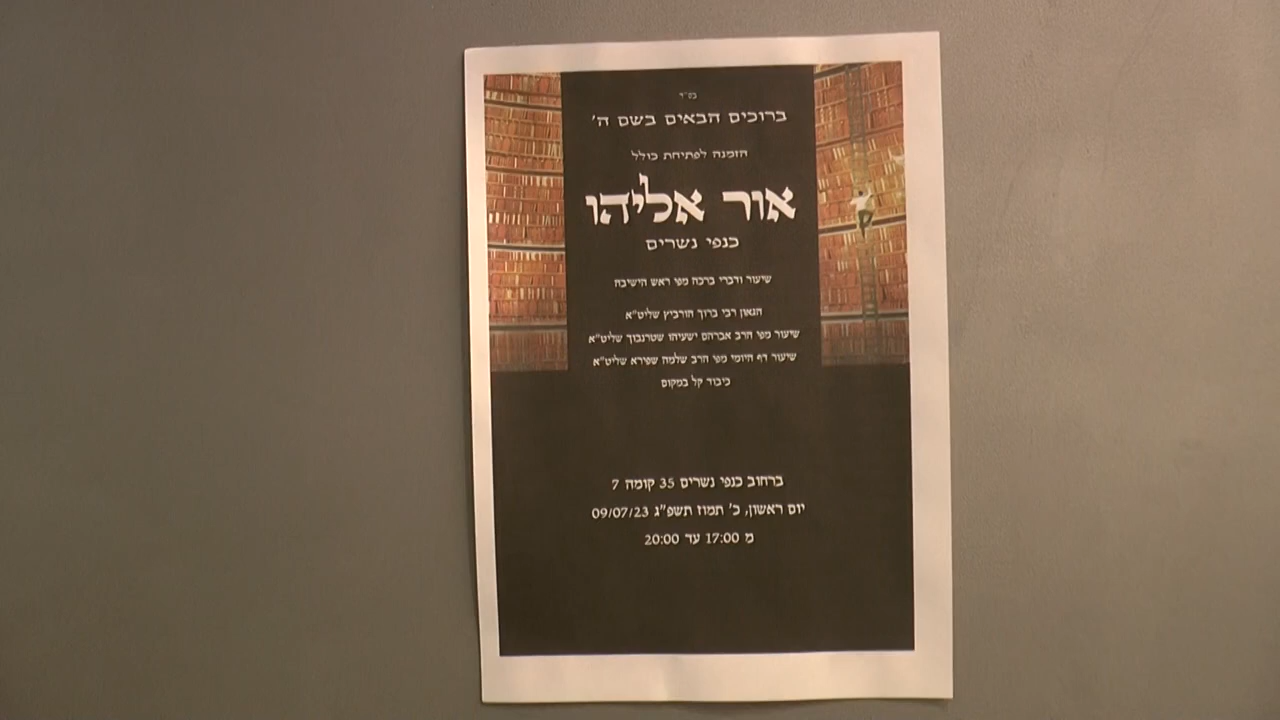 בס"ד
ברוכים הבאים בשם ה'
הזמנה לפתיחת כולל
אור אליהו
כנפי נשרים
שיעור ודברי ברכה מפי ראש הישיבה
הגאון רבי ברוך הורביץ שליט"א
שיעור מפי הרב אברהם ישעיהו שטרנבוך שליט"א
שיעור דף היומי מפי הרב שלמה שפירא שליט"א
כיבוד קל במקום
ברחוב כנפי נשרים 35 קומה 7
יום ראשון, כ' תמוז תשפ"ג 09/07/23
מ 17:00 עד 20:00